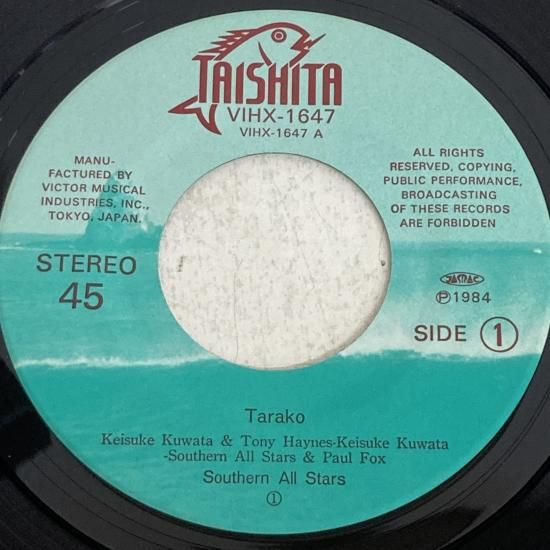 TAISHITA
VIHX-1647
VIHX-1647 A
MANU-
FACTURED BY
VICTOR MUSICAL
INDUSTRIES, INC.,
TOKYO, JAPAN.
ALL RIGHTS
RESERVED, COPYING,
PUBLIC PERFORMANCE,
BROADCASTING
OF THESE RECORDS
ARE FORBIDDEN
STEREO
45
JASRAC
Ⓟ1984
SIDE ①
Tarako
Keisuke Kuwata & Tony Haynes-Keisuke Kuwata
-Southern All Stars & Paul Fox
Southern All Stars
①